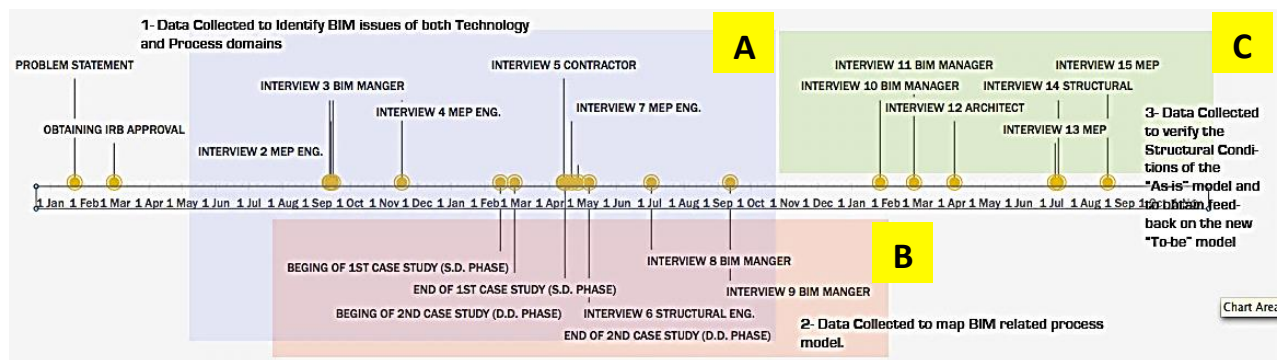 1- Data Collected to Identify BIM issues of both Technology
and Process domains
A
C
PROBLEM STATEMENT
OBTAINING IRB APPROVAL
INTERVIEW 3 BIM MANGER
INTERVIEW 2 MEP ENG.
INTERVIEW 4 MEP ENG.
INTERVIEW 5 CONTRACTOR
INTERVIEW 7 MEP ENG.
INTERVIEW 11 BIM MANAGER
INTERVIEW 15 MEP
INTERVIEW 10 BIM MANAGER
INTERVIEW 14 STRUCTURAL
INTERVIEW 12 ARCHITECT
INTERVIEW 13 MEP
3- Data Collected
to verify the
Structural Condi-
tions of the
"As-is" model and
to obtain feed-
back on the new
"To-be" model
1 Jan 1 Feb 1 Mar 1 Apr 1 May 1 Jun 1 Jul 1 Aug 1 Sep 1 Oct 1 Nov 1 Dec 1 Jan 1 Feb 1 Mar 1 Apr 1 May 1 Jun 1 Jul 1 Aug 1 Sep 1 Oct 1 Nov 1 Dec 1 Jan 1 Feb 1 Mar 1 Apr 1 May 1 Jun 1 Jul 1 Aug 1 Sep 1 Oct
B
BEGING OF 1ST CASE STUDY (S.D. PHASE)
END OF 1ST CASE STUDY (S.D. PHASE)
BEGING OF 2ND CASE STUDY (D.D. PHASE)
INTERVIEW 8 BIM MANGER
INTERVIEW 9 BIM MANGER
INTERVIEW 6 STRUCTURAL ENG.
END OF 2ND CASE STUDY (D.D. PHASE)
2- Data Collected to map BIM related process
model.
Chart Area